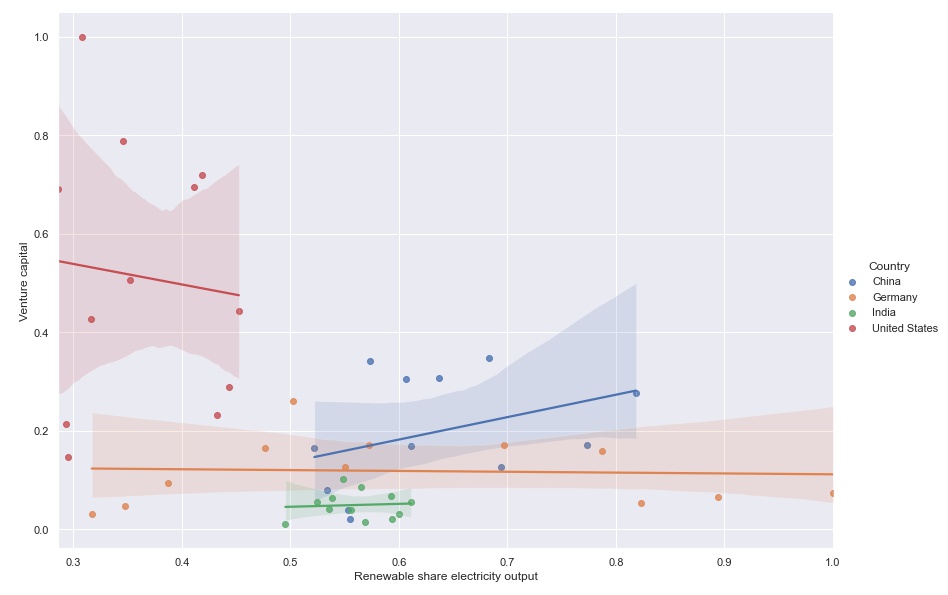 1.0
0.8
0.6
0.4
0.2
0.0
Venture capital
0.3 0.4 0.5 0.6 0.7 0.8 0.9 1.0
Renewable share electricity output
Country
China
Germany
India
United States